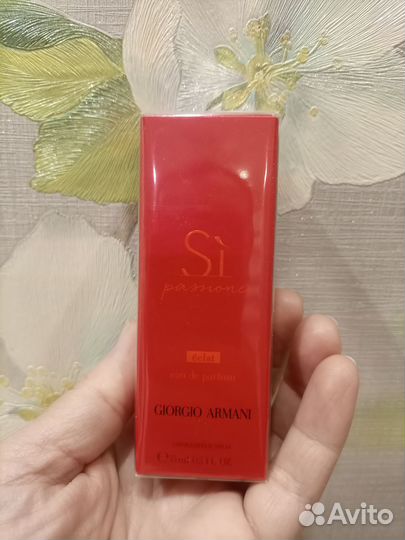 Sì
passione
éclat
eau de parfum
GIORGIO ARMANI
Avito